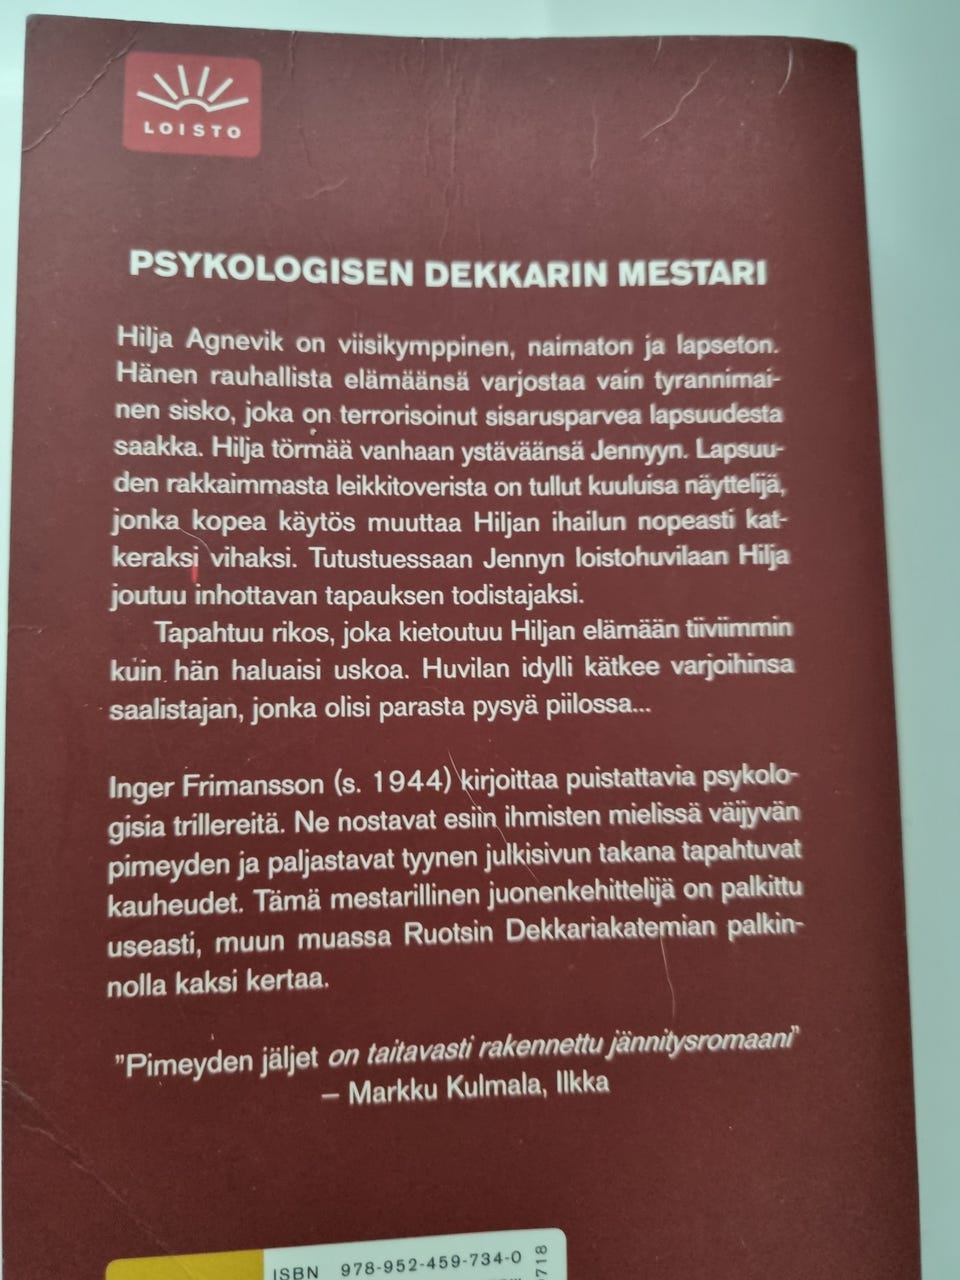 LOISTO
PSYKOLOGISEN DEKKARIN MESTARI
Hilja Agnevik on viisikymppinen, naimaton ja lapseton.
Hänen rauhallista elämäänsä varjostaa vain tyrannimai-
nen sisko, joka on terrorisoinut sisarusparvea lapsuudesta
saakka. Hilja törmää vanhaan ystäväänsä Jennyyn. Lapsuu-
den rakkaimmasta leikkitoverista on tullut kuuluisa näyttelijä,
jonka kopea käytös muuttaa Hiljan ihailun nopeasti kat-
keraksi vihaksi. Tutustuessaan Jennyn loistohuvilaan Hilja
joutuu inhottavan tapauksen todistajaksi.
Tapahtuu rikos, joka kietoutuu Hiljan elämään tiiviimmin
kuin hän haluaisi uskoa. Huvilan idylli kätkee varjoihinsa
saalistajan, jonka olisi parasta pysyä piilossa...
Inger Frimansson (s. 1944) kirjoittaa puistattavia psykolo-
gisia trillereitä. Ne nostavat esiin ihmisten mielissä väijyvän
pimeyden ja paljastavat tyynen julkisivun takana tapahtuvat
kauheudet. Tämä mestarillinen juonenkehittelijä on palkittu
useasti, muun muassa Ruotsin Dekkariakatemian palkin-
nolla kaksi kertaa.
"Pimeyden jäljet on taitavasti rakennettu jännitysromaani"
– Markku Kulmala, Ilkka
ISBN 978-952-459-734-0